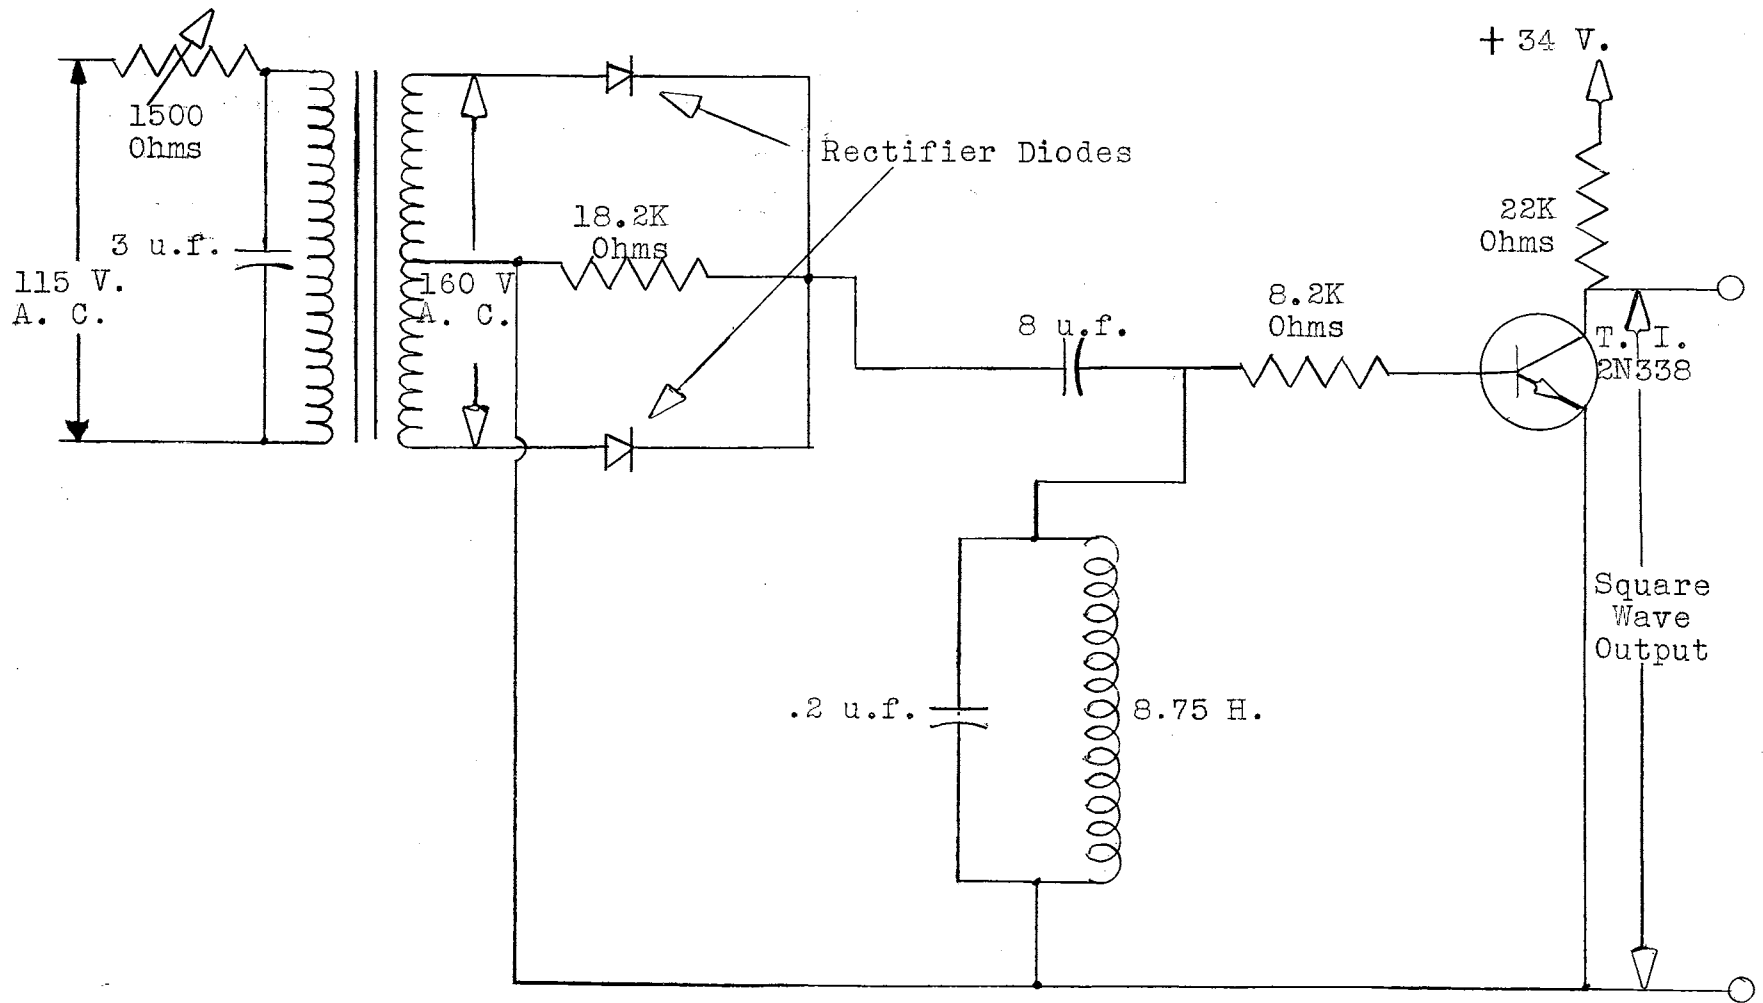 + 34 V.
1500
Ohms
Rectifier Diodes
18.2K
Ohms
22K
Ohms
3 u.f.
115 V.
A. C.
160 V
A. C.
8.2K
Ohms
8 u.f.
T. I.
2N338
Square
Wave
Output
.2 u.f.
8.75 H.